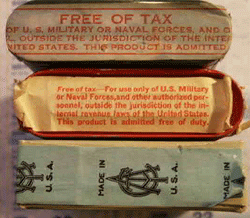 FREE OF TAX
OF U. S. MILITARY OR NAVAL FORCES, AND O
OUTSIDE THE JURISDICTION OF THE INTE
UNITED STATES. THIS PRODUCT IS ADMITTED
Free of tax—For use only of U.S. Military
or Naval Forces, and other authorized per-
sonnel, outside the jurisdiction of the in-
ternal revenue laws of the United States.
This product is admitted free of duty.
MADE IN
U.S.A.
MADE IN
U.S.A.